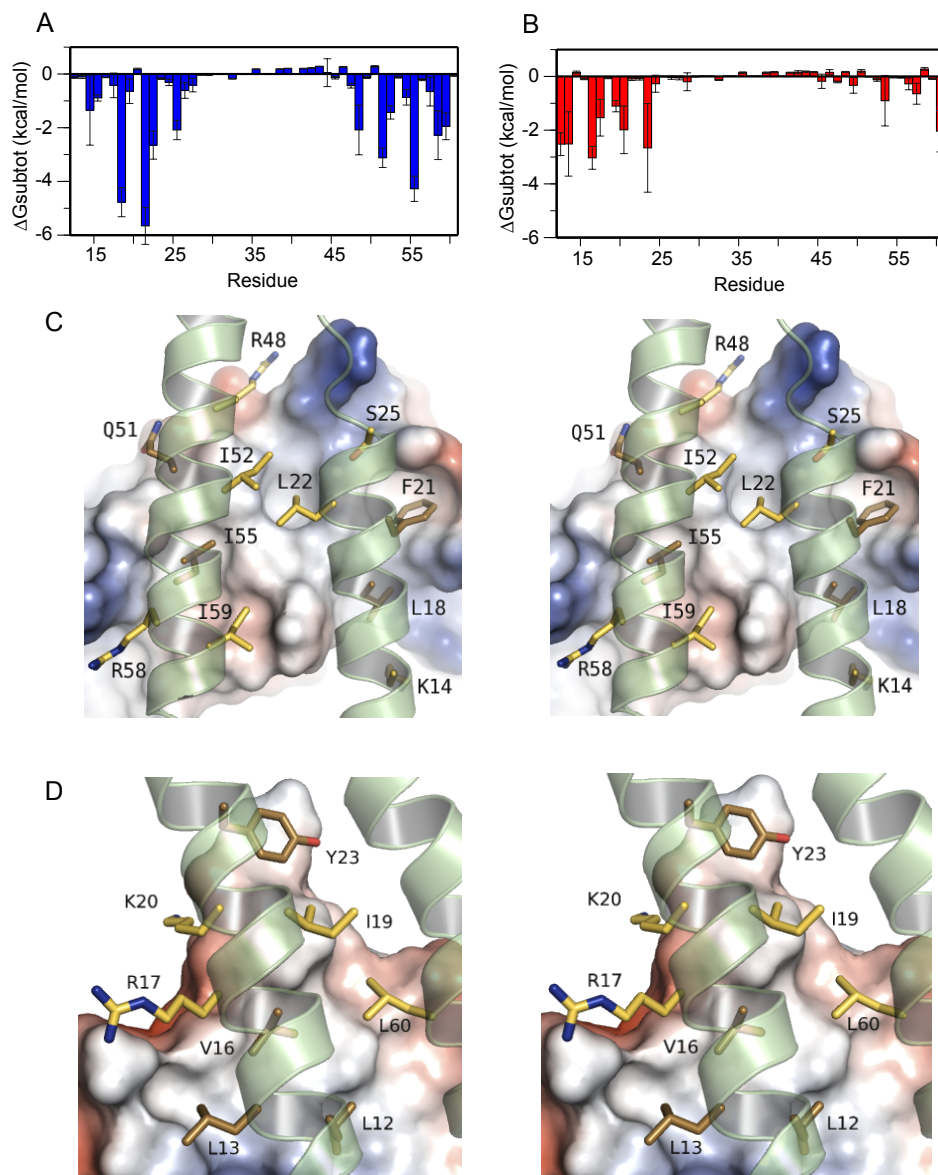 A
B
ΔGsubtot (kcal/mol)
0
-2
-4
-6
15 25 35 45 55
Residue
ΔGsubtot (kcal/mol)
0
-2
-4
-6
15 25 35 45 55
Residue
C
R48
S25
Q51
I52
L22
F21
I55
L18
I59
R58
K14
R48
S25
Q51
I52
L22
F21
I55
L18
I59
R58
K14
D
Y23
K20
I19
R17
L60
V16
L13
L12
Y23
K20
I19
R17
L60
V16
L13
L12